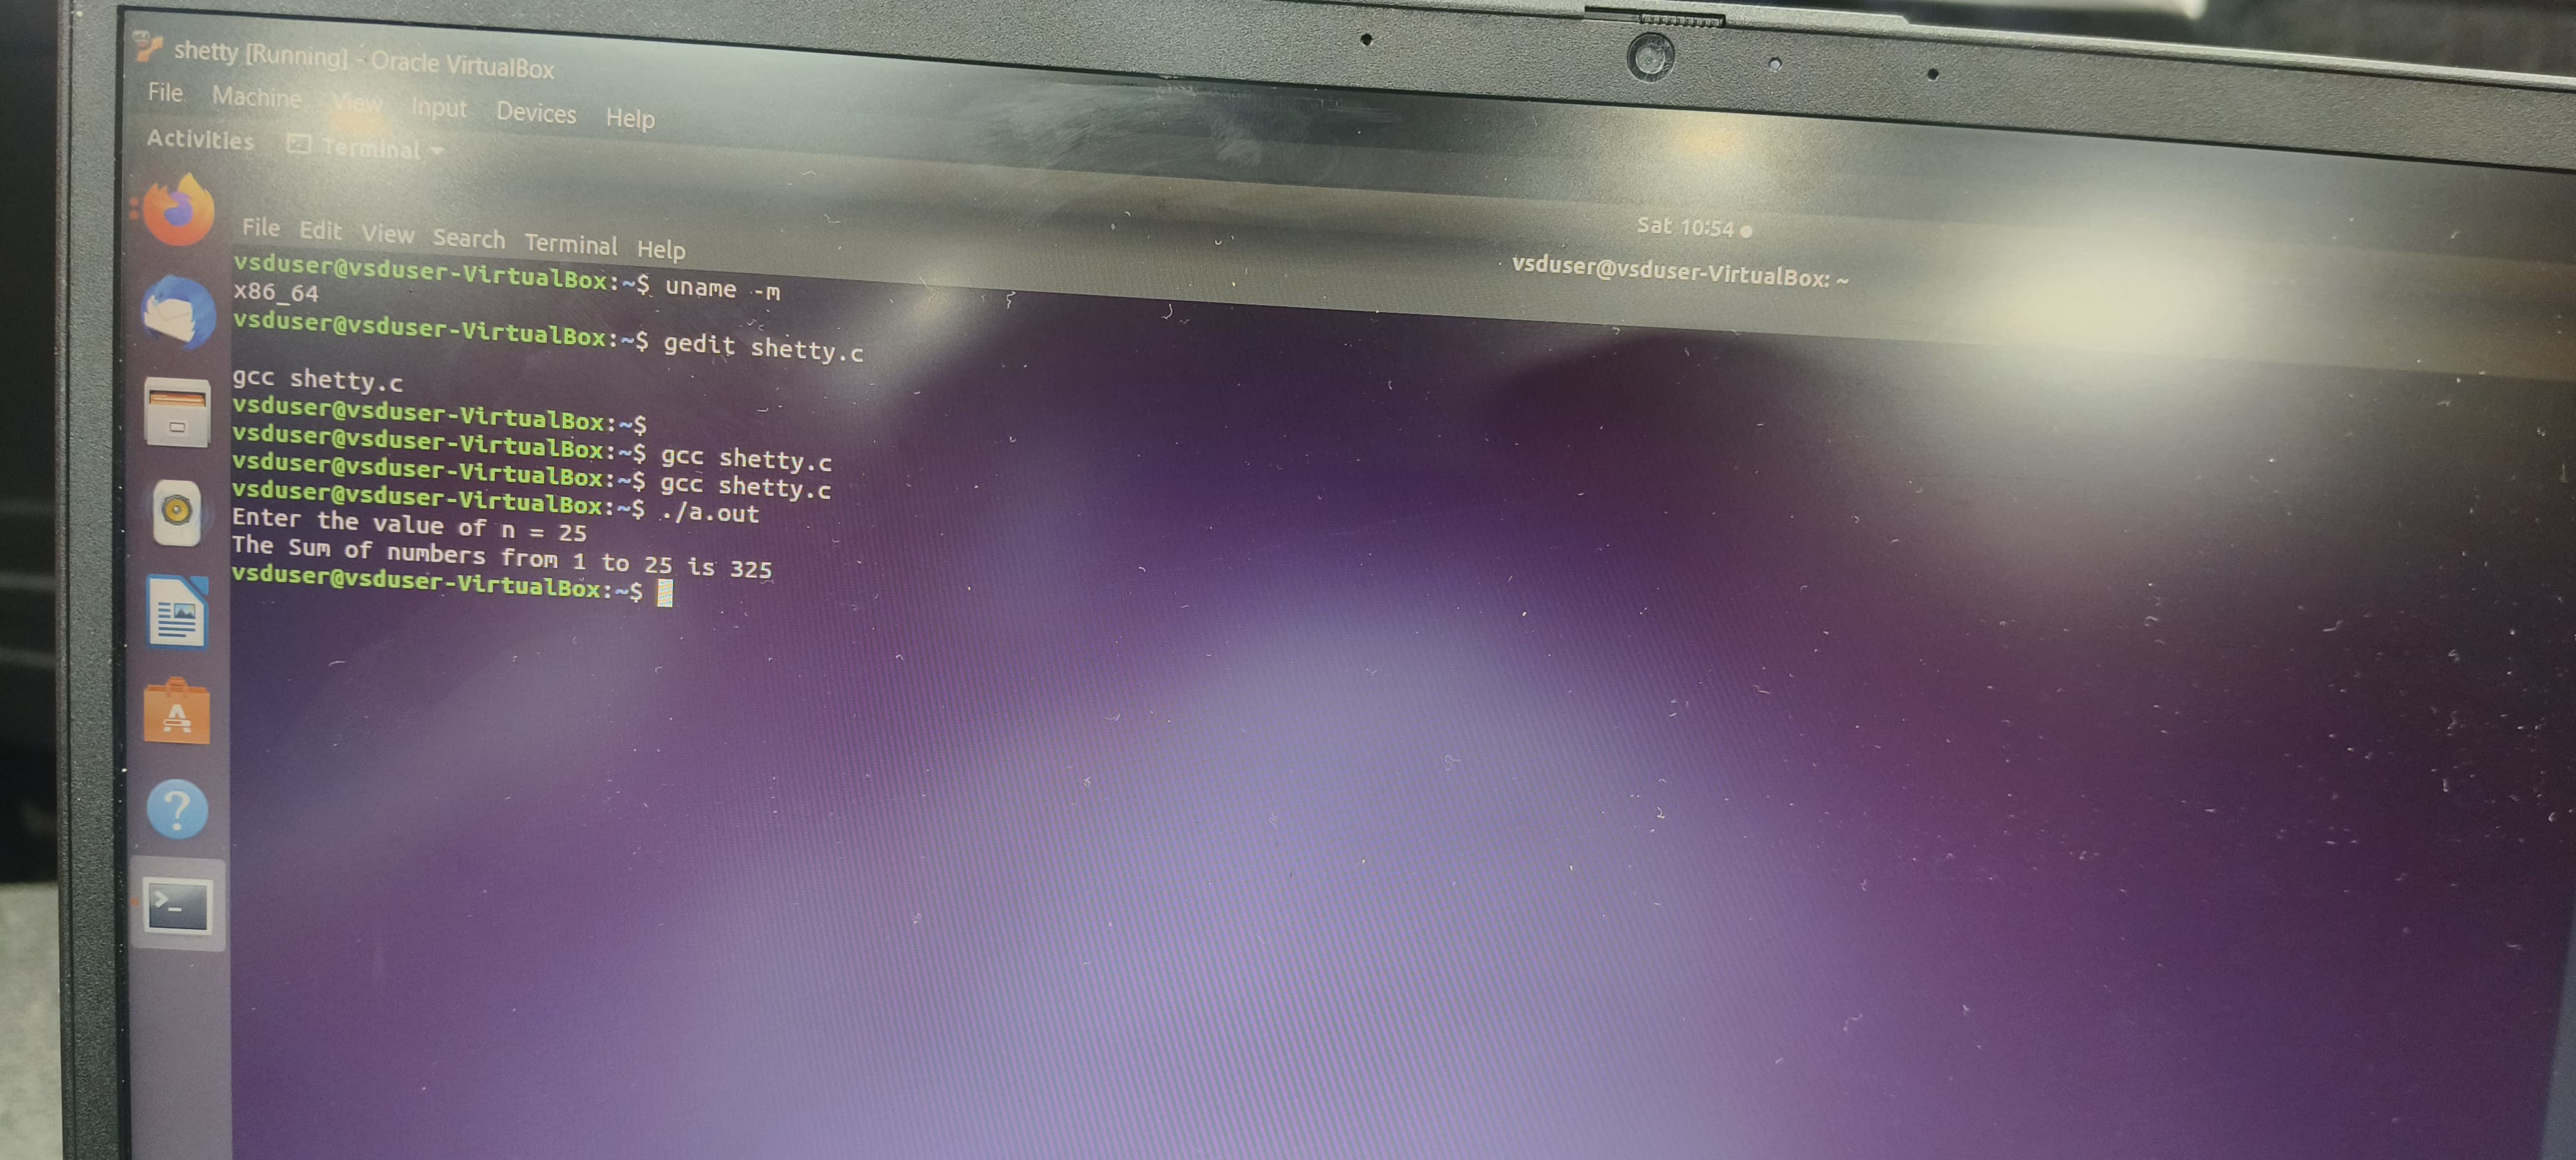 shetty [Running] - Oracle VirtualBox
File Machine View Input Devices Help
Activities Terminal
Sat 10:54
vsduser@vsduser-VirtualBox: ~
File Edit View Search Terminal Help
vsduser@vsduser-VirtualBox:~$ uname -m
x86_64
vsduser@vsduser-VirtualBox:~$ gedit shetty.c
gcc shetty.c
vsduser@vsduser-VirtualBox:~$
vsduser@vsduser-VirtualBox:~$ gcc shetty.c
vsduser@vsduser-VirtualBox:~$ gcc shetty.c
vsduser@vsduser-VirtualBox:~$ ./a.out
Enter the value of n = 25
The Sum of numbers from 1 to 25 is 325
vsduser@vsduser-VirtualBox:~$